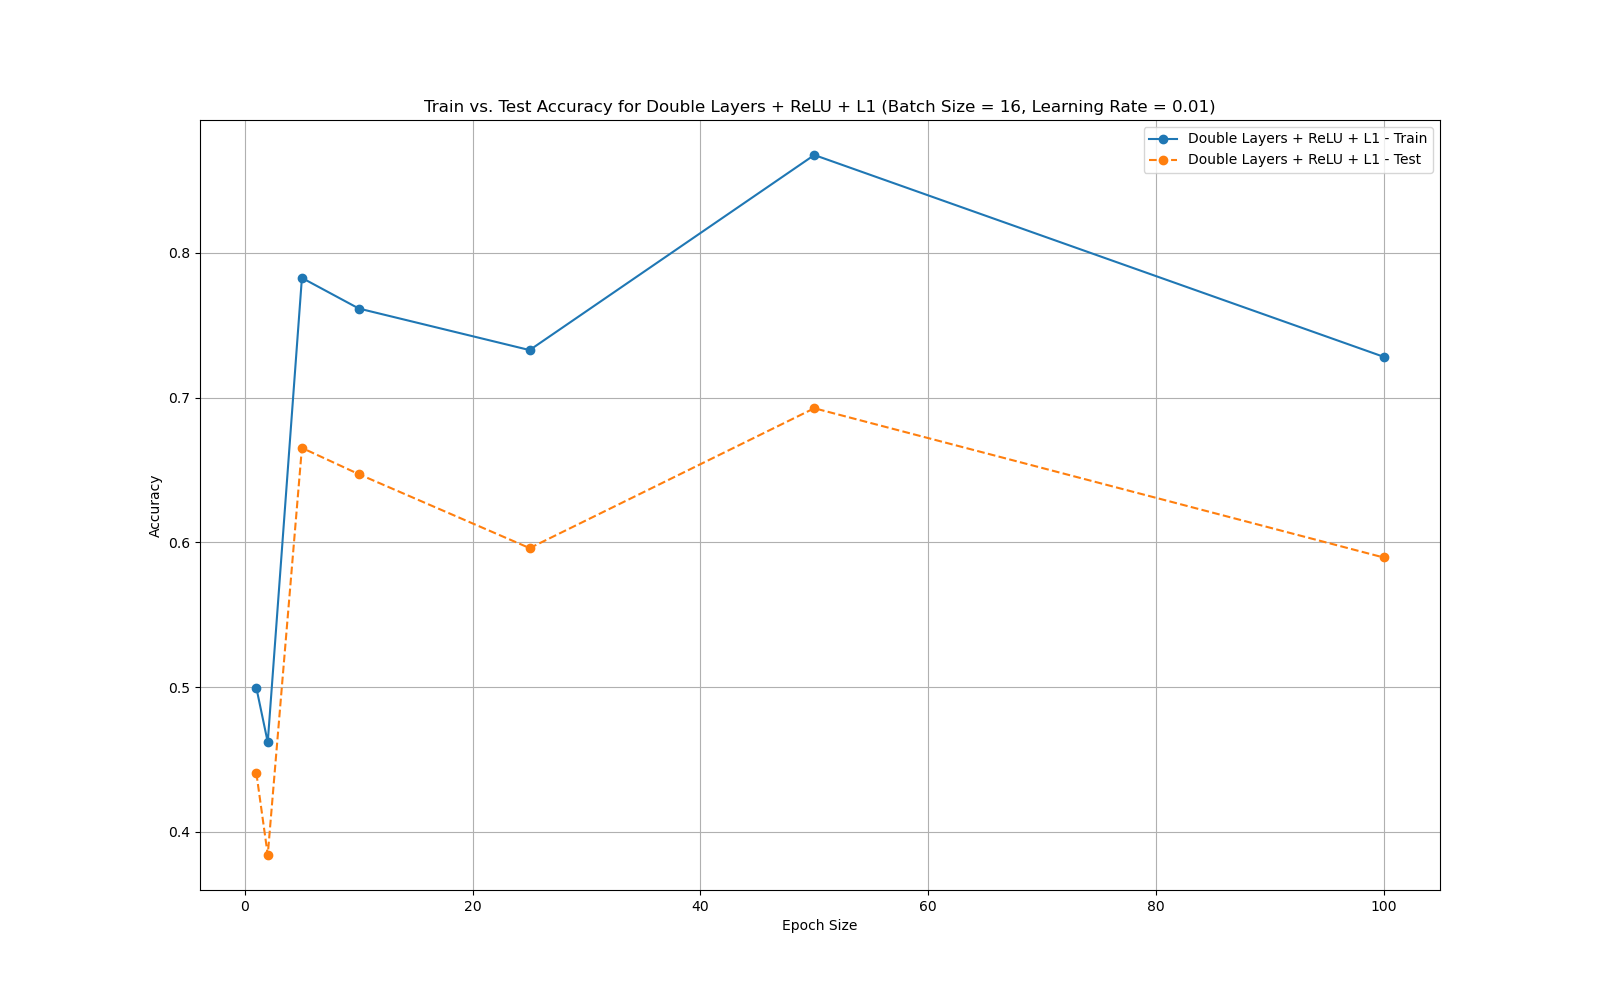 Train vs. Test Accuracy for Double Layers + ReLU + L1 (Batch Size = 16, Learning Rate = 0.01)
Double Layers + ReLU + L1 - Train
Double Layers + ReLU + L1 - Test
Accuracy
0.8
0.7
0.6
0.5
0.4
0 20 40 60 80 100
Epoch Size